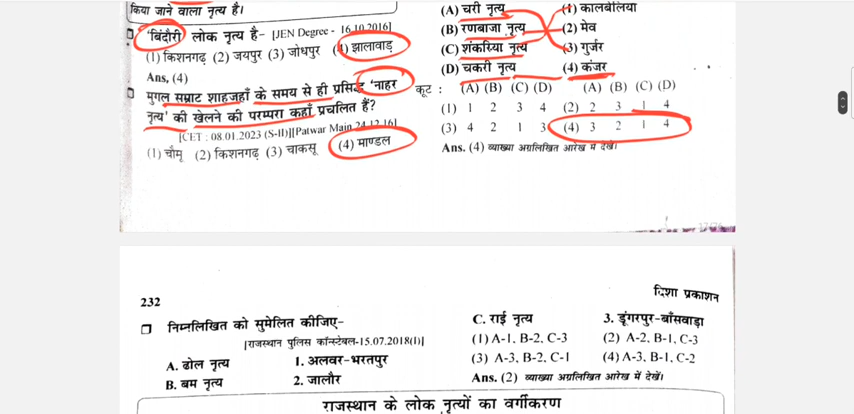 किया जाने वाला नृत्य है।
'बिंदौरी' लोक नृत्य है- [JEN Degree - 16.10.2016]
(1) किशनगढ़ (2) जयपुर (3) जोधपुर (4) झालावाड़
Ans. (4)
मुगल सम्राट शाहजहाँ के समय से ही प्रसिद्ध 'नाहर
नृत्य' की खेलने की परम्परा कहाँ प्रचलित हैं?
[CET : 08.01.2023 (S-II)][Patwar Main 24.12.16]
(1) चौमू (2) किशनगढ़ (3) चाकसू (4) माण्डल
(A) चरी नृत्य (1) कालबेलिया
(B) रणबाजा नृत्य (2) मेव
(C) शंकरिया नृत्य (3) गुर्जर
(D) चकरी नृत्य (4) कंजर
कूट : (A) (B) (C) (D) (A) (B) (C) (D)
(1) 1 2 3 4 (2) 2 3 1 4
(3) 4 2 1 3 (4) 3 2 1 4
Ans. (4) व्याख्या अग्रलिखित आरेख में देखें।
232
दिशा प्रकाशन
निम्नलिखित को सुमेलित कीजिए-
[राजस्थान पुलिस कॉन्स्टेबल-15.07.2018(I)]
A. ढोल नृत्य 1. अलवर-भरतपुर
B. बम नृत्य 2. जालौर
C. राई नृत्य 3. डूंगरपुर-बाँसवाड़ा
(1) A-1, B-2, C-3 (2) A-2, B-1, C-3
(3) A-3, B-2, C-1 (4) A-3, B-1, C-2
Ans. (2) व्याख्या अग्रलिखित आरेख में देखें।
राजस्थान के लोक नृत्यों का वर्गीकरण